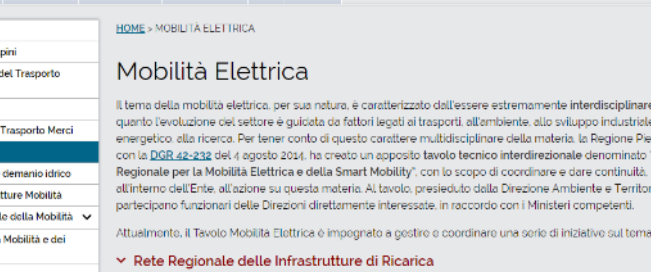 HOME > MOBILITÀ ELETTRICA
Mobilità Elettrica
Il tema della mobilità elettrica, per sua natura, è caratterizzato dall'essere estremamente interdisciplinare
quanto l'evoluzione del settore è guidata da fattori legati ai trasporti, all'ambiente, allo sviluppo industriale
energetico, alla ricerca. Per tener conto di questo carattere multidisciplinare della materia, la Regione Pie
con la DGR 42-232 del 4 agosto 2014, ha creato un apposito tavolo tecnico interdirezionale denominato "
Regionale per la Mobilità Elettrica e della Smart Mobility", con lo scopo di coordinare e dare continuità,
all'interno dell'Ente, all'azione su questa materia. Al tavolo, presieduto dalla Direzione Ambiente e Territor
partecipano funzionari delle Direzioni direttamente interessate, in raccordo con i Ministeri competenti.
Attualmente, il Tavolo Mobilità Elettrica è impegnato a gestire e coordinare una serie di iniziative sul tema
Rete Regionale delle Infrastrutture di Ricarica
pini
del Trasporto
Trasporto Merci
demanio idrico
tture Mobilità
le della Mobilità
Mobilità e dei